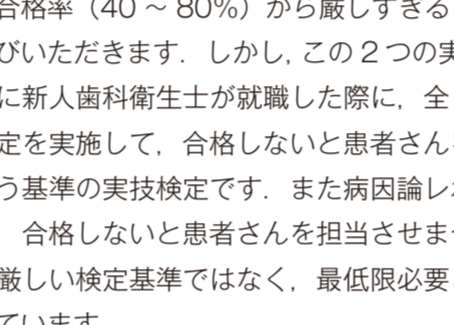 合格率（40 ～ 80％）から厳しすぎる
びいただきます．しかし，この２つの実
に新人歯科衛生士が就職した際に，全
定を実施して，合格しないと患者さん
う基準の実技検定です．また病因論レ
，合格しないと患者さんを担当させませ
厳しい検定基準ではなく，最低限必要
ています